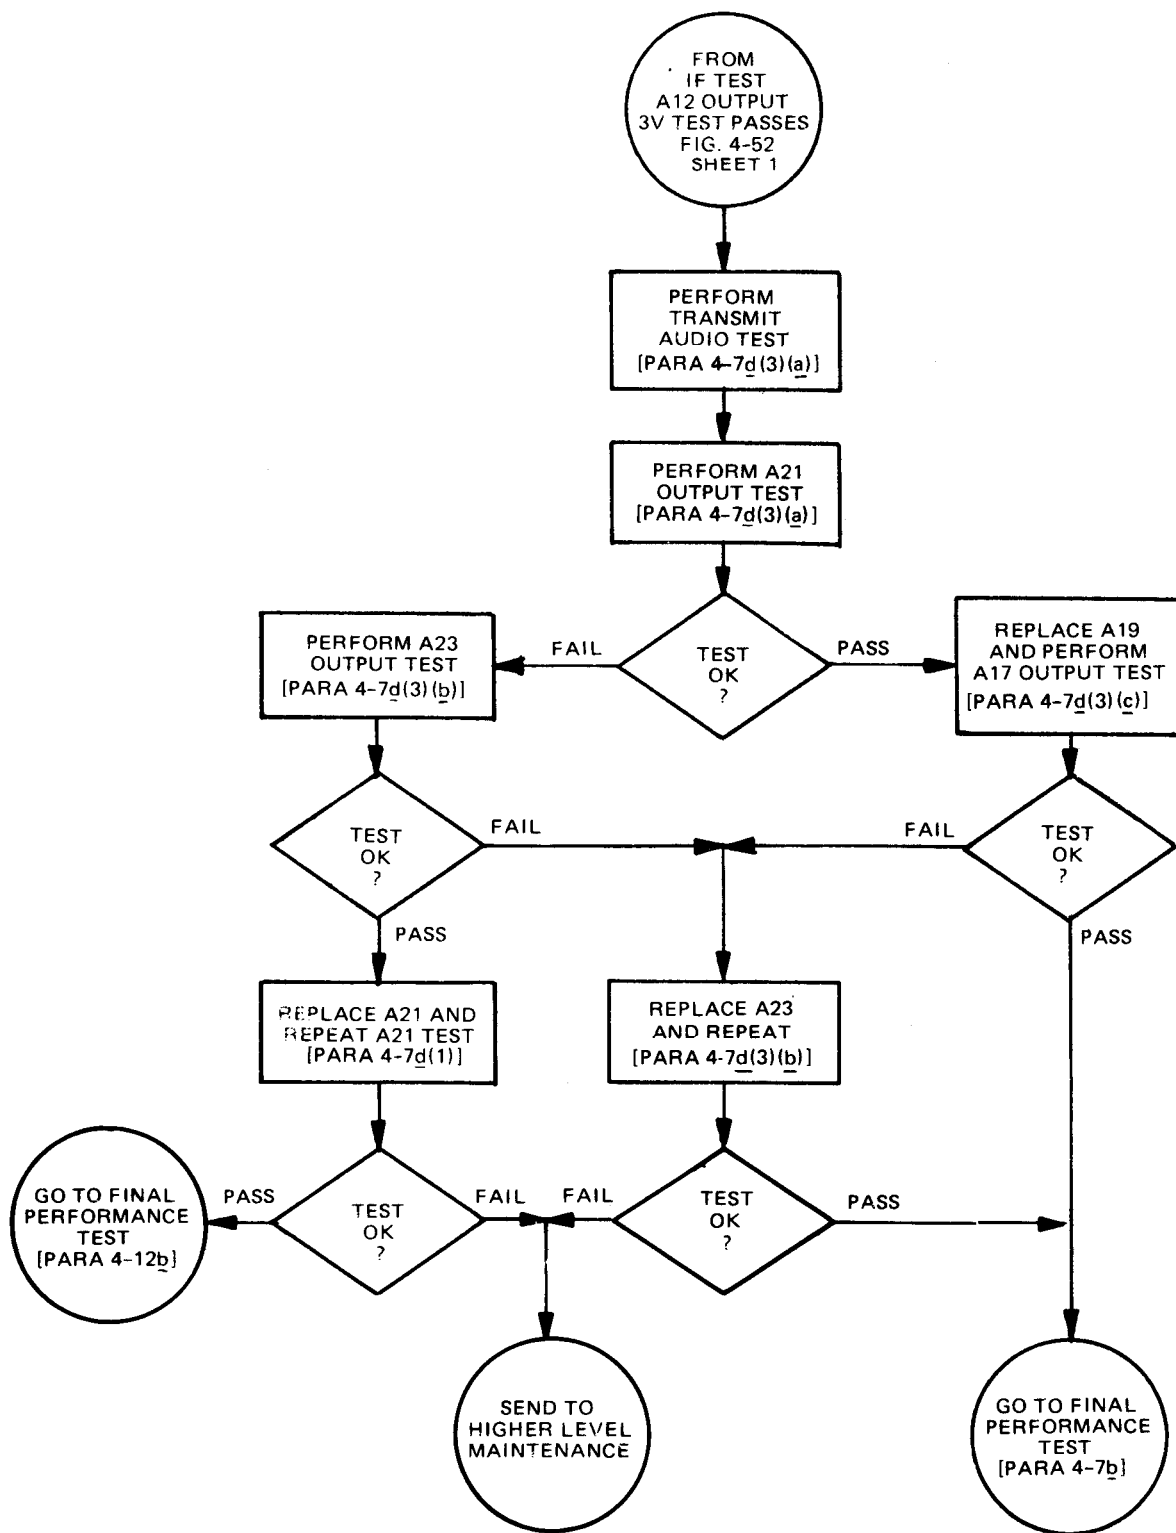 FROM
IF TEST
A12 OUTPUT
3V TEST PASSES
FIG. 4-52
SHEET 1
PERFORM
TRANSMIT
AUDIO TEST
[PARA 4-7d(3)(a)]
PERFORM A21
OUTPUT TEST
[PARA 4-7d(3)(a)]
PERFORM A23
OUTPUT TEST
[PARA 4-7d(3)(b)]
FAIL
TEST
OK
?
PASS
REPLACE A19
AND PERFORM
A17 OUTPUT TEST
[PARA 4-7d(3)(c)]
TEST
OK
?
FAIL
FAIL
TEST
OK
?
PASS
PASS
REPLACE A21 AND
REPEAT A21 TEST
[PARA 4-7d(1)]
REPLACE A23
AND REPEAT
[PARA 4-7d(3)(b)]
GO TO FINAL
PERFORMANCE
TEST
[PARA 4-12b]
PASS
TEST
OK
?
FAIL
FAIL
TEST
OK
?
PASS
SEND TO
HIGHER LEVEL
MAINTENANCE
GO TO FINAL
PERFORMANCE
TEST
[PARA 4-7b]